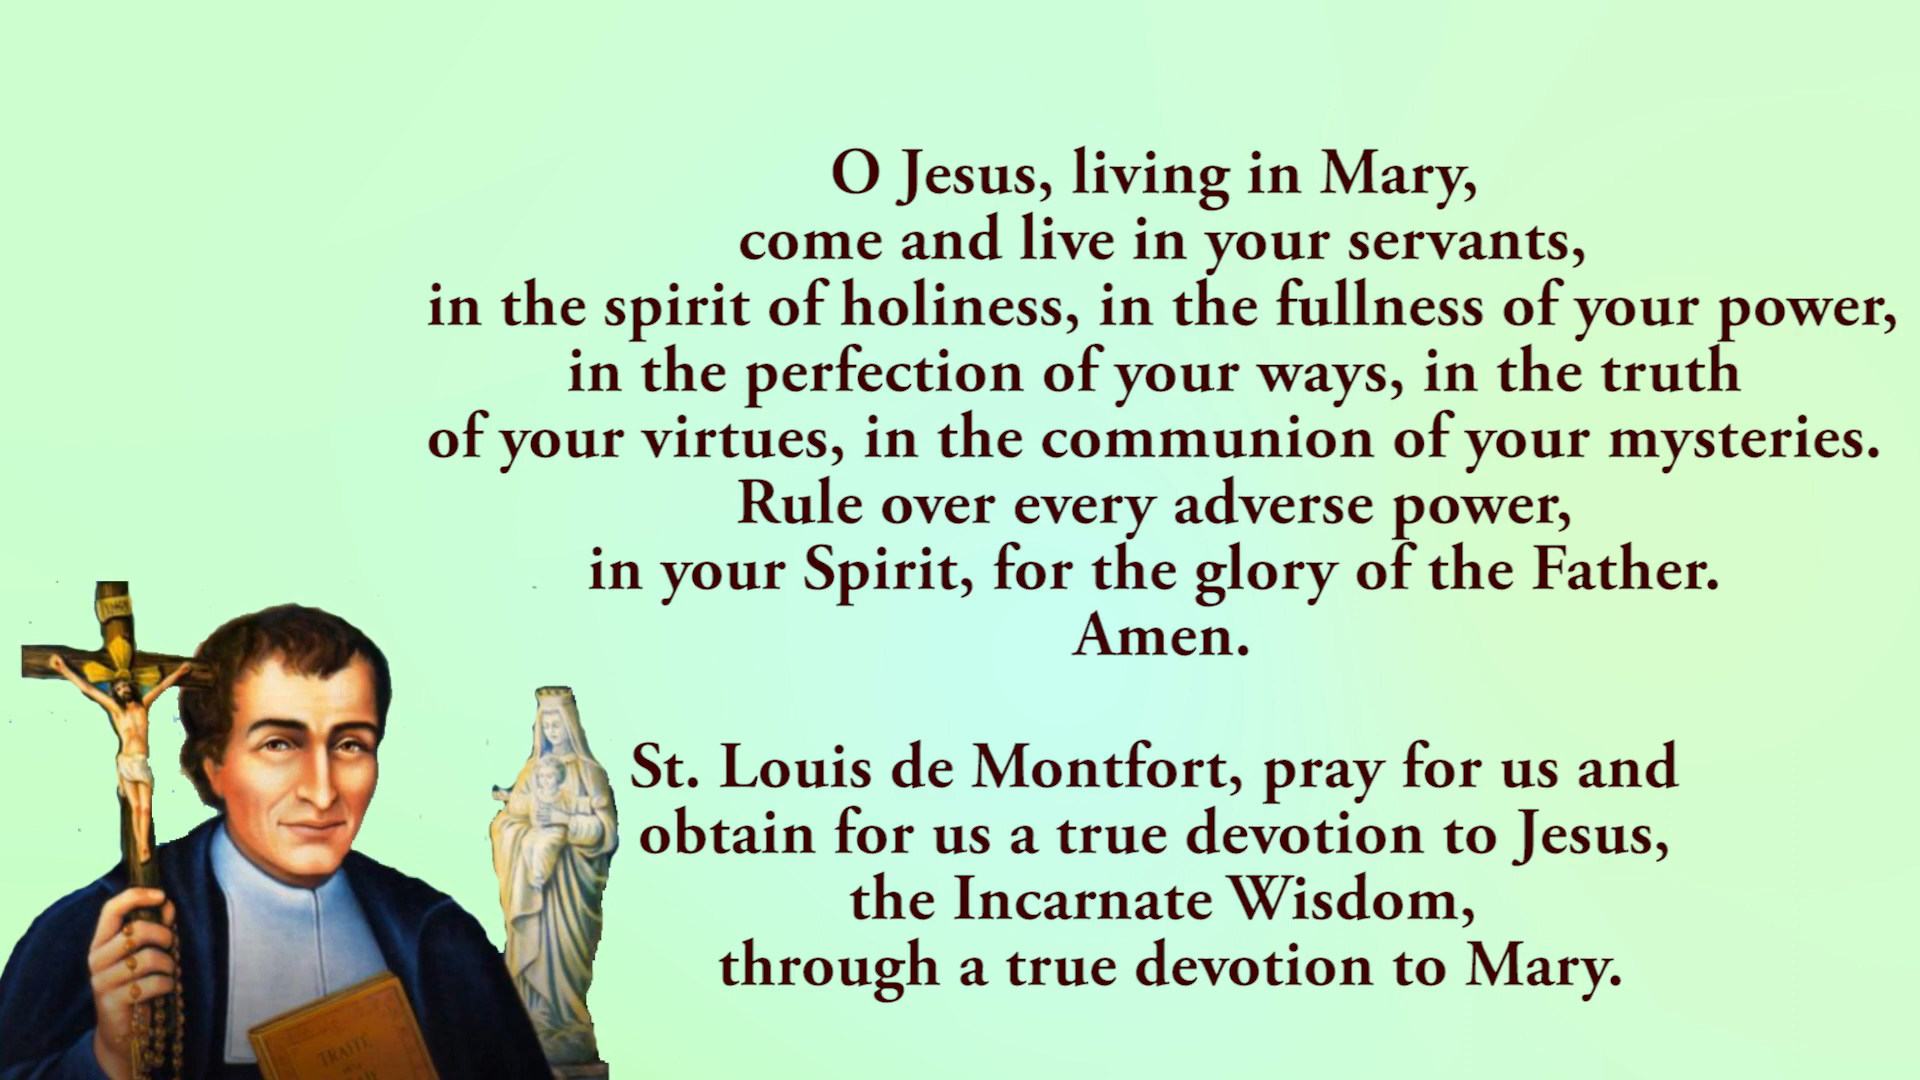 O Jesus, living in Mary,
come and live in your servants,
in the spirit of holiness, in the fullness of your power,
in the perfection of your ways, in the truth
of your virtues, in the communion of your mysteries.
Rule over every adverse power,
in your Spirit, for the glory of the Father.
Amen.
St. Louis de Montfort, pray for us and
obtain for us a true devotion to Jesus,
the Incarnate Wisdom,
through a true devotion to Mary.
TRAITÉ